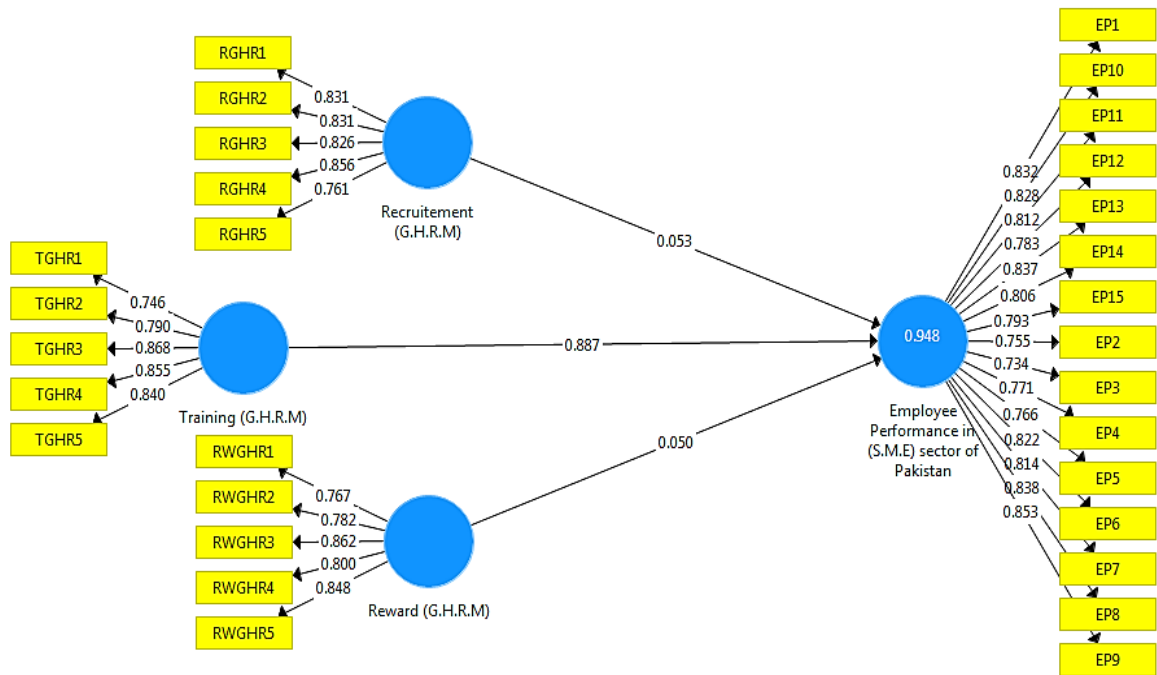 RGHR1
RGHR2
RGHR3
RGHR4
RGHR5
0.831
0.831
0.826
0.856
0.761
Recruitement
(G.H.R.M)
0.053
TGHR1
TGHR2
TGHR3
TGHR4
TGHR5
0.746
0.790
0.868
0.855
0.840
Training (G.H.R.M)
0.887
RWGHR1
RWGHR2
RWGHR3
RWGHR4
RWGHR5
0.767
0.782
0.862
0.800
0.848
Reward (G.H.R.M)
0.050
0.948
Employee
Performance in
(S.M.E) sector of
Pakistan
0.832
0.828
0.812
0.783
0.837
0.806
0.793
0.755
0.734
0.771
0.766
0.822
0.814
0.838
0.853
EP1
EP10
EP11
EP12
EP13
EP14
EP15
EP2
EP3
EP4
EP5
EP6
EP7
EP8
EP9